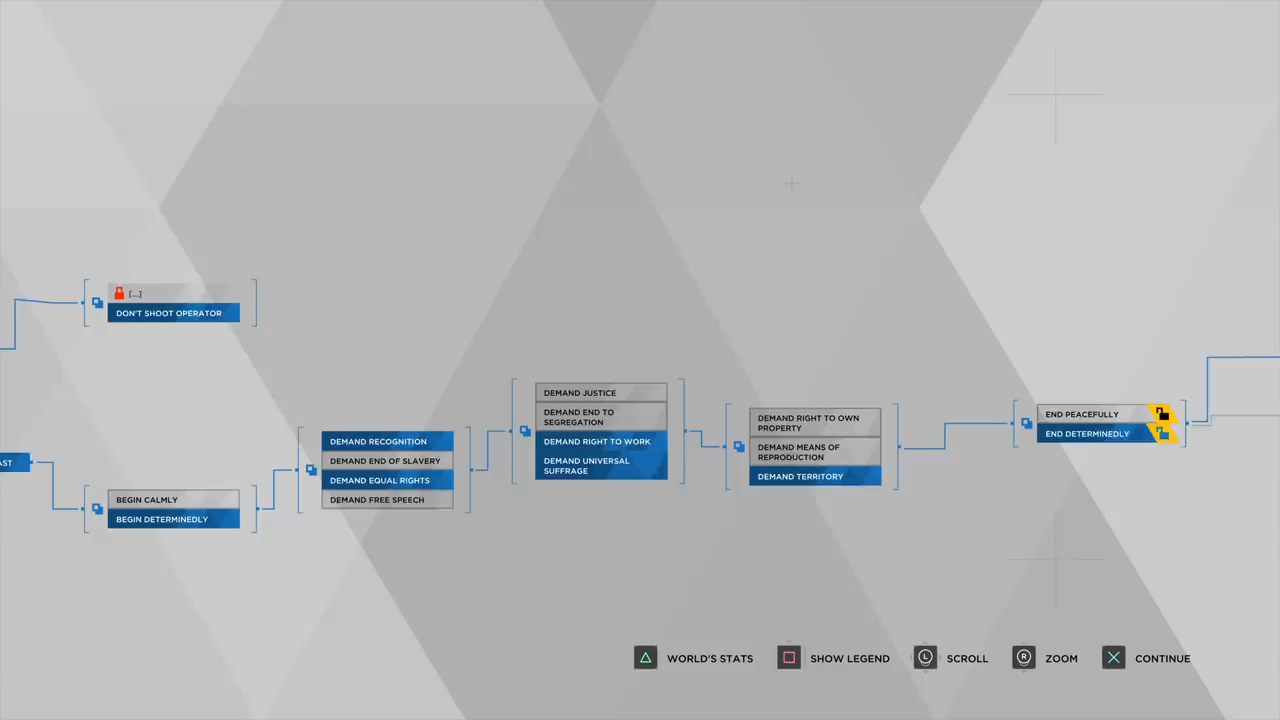 [...]
DON'T SHOOT OPERATOR
AST
BEGIN CALMLY
BEGIN DETERMINEDLY
DEMAND RECOGNITION
DEMAND END OF SLAVERY
DEMAND EQUAL RIGHTS
DEMAND FREE SPEECH
DEMAND JUSTICE
DEMAND END TO
SEGREGATION
DEMAND RIGHT TO WORK
DEMAND UNIVERSAL
SUFFRAGE
DEMAND RIGHT TO OWN
PROPERTY
DEMAND MEANS OF
REPRODUCTION
DEMAND TERRITORY
END PEACEFULLY
END DETERMINEDLY
WORLD'S STATS
SHOW LEGEND
L SCROLL
R ZOOM
CONTINUE